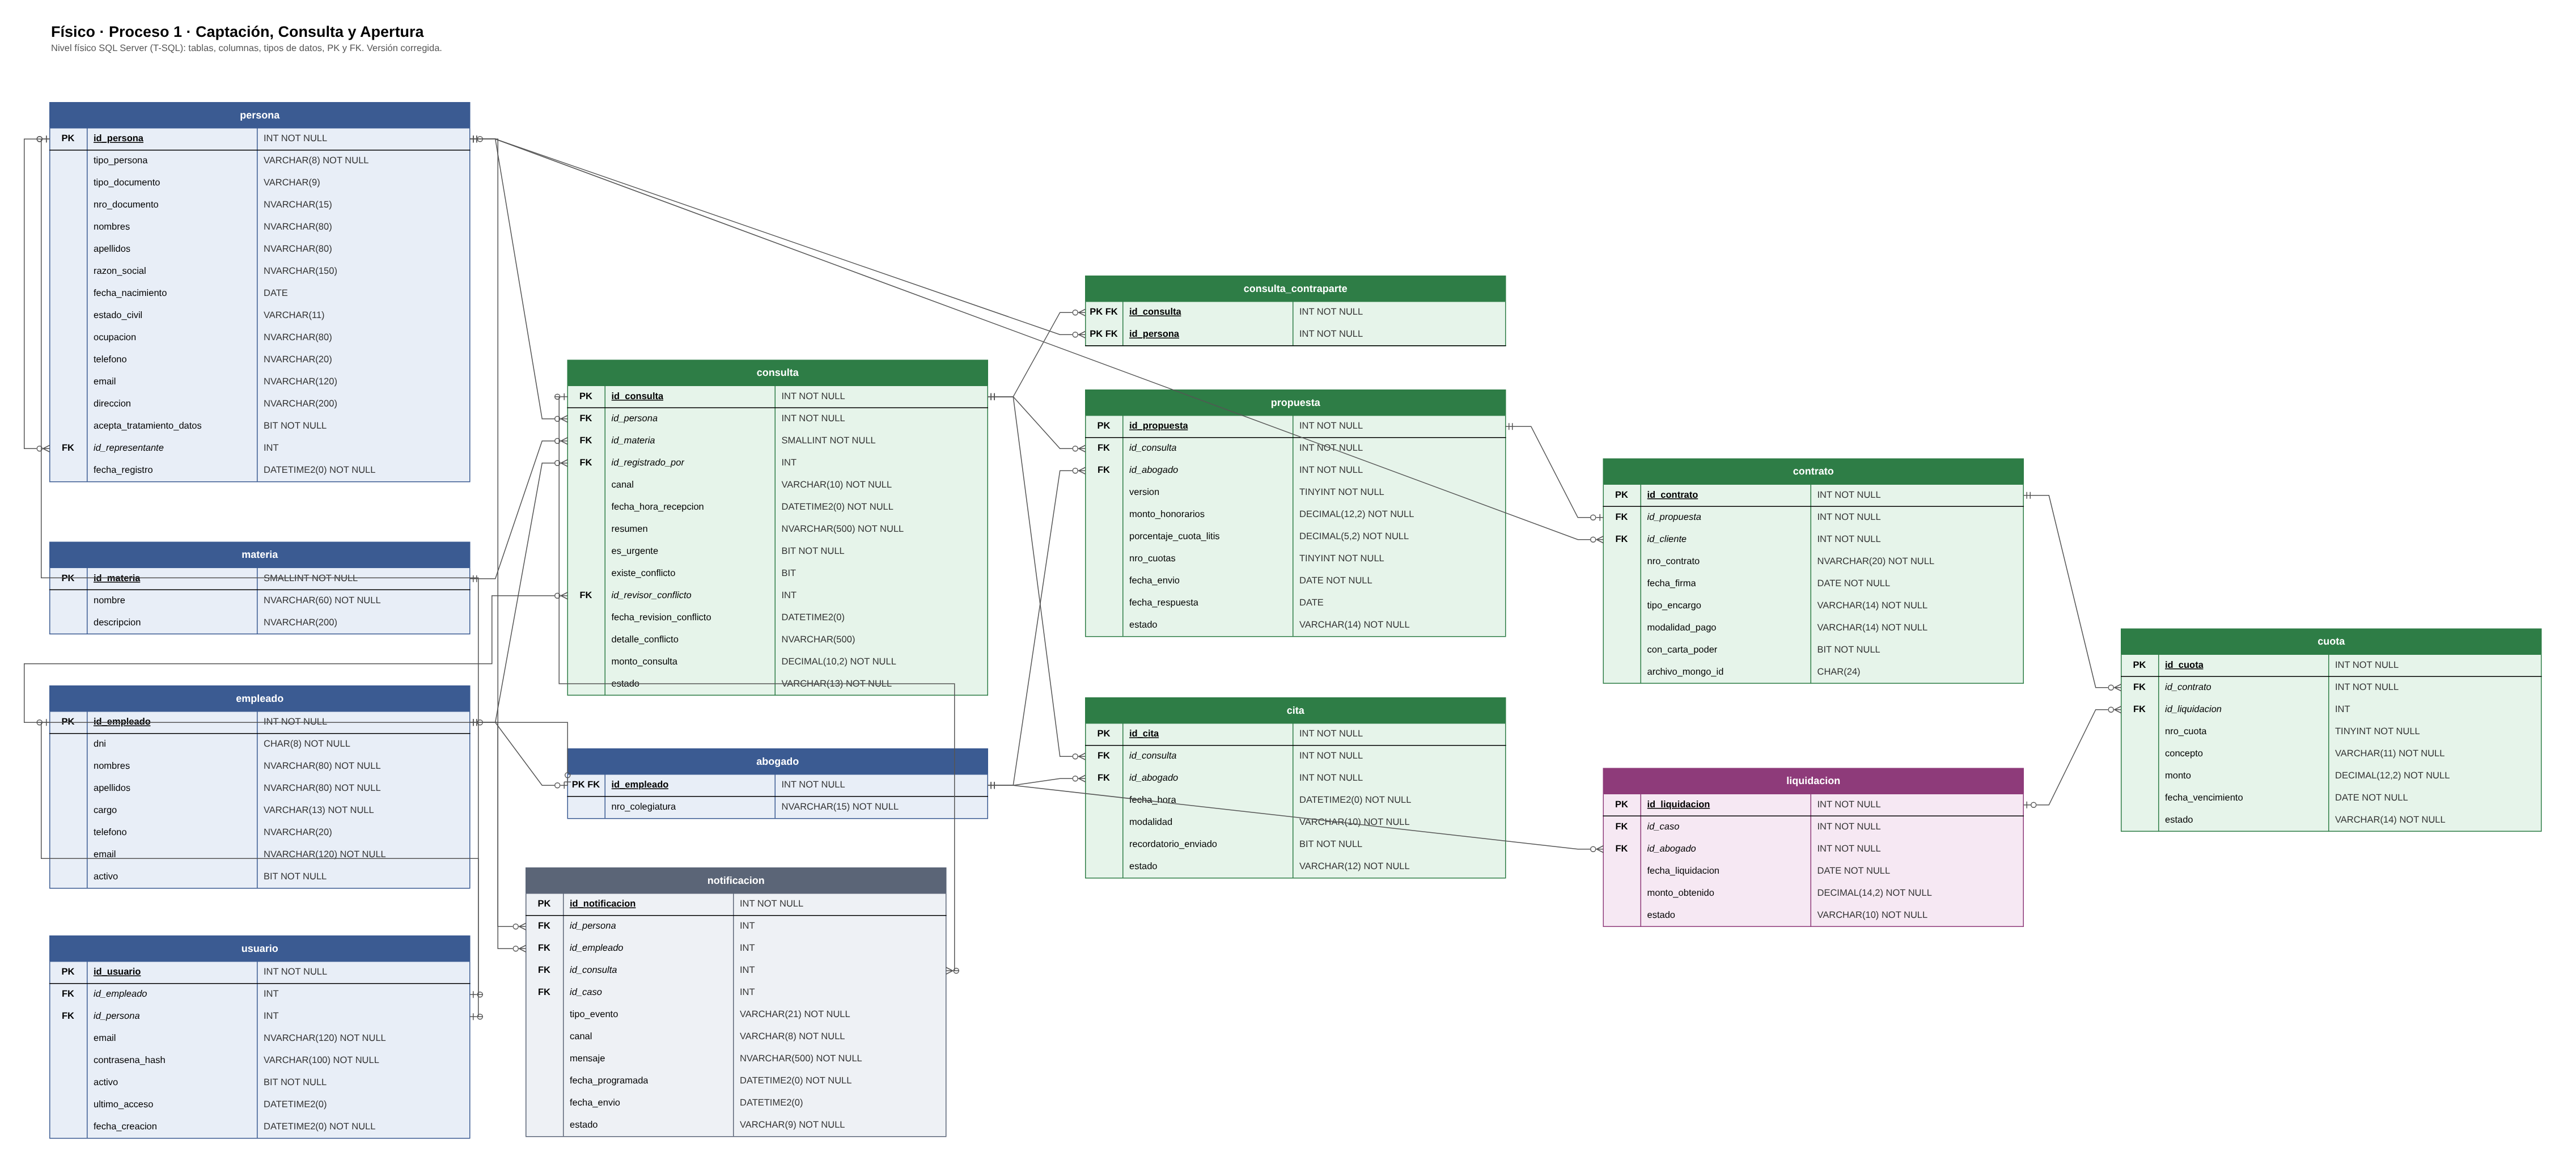 Físico · Proceso 1 · Captación, Consulta y Apertura
Nivel físico SQL Server (T-SQL): tablas, columnas, tipos de datos, PK y FK. Versión corregida.
persona
PK id_persona INT NOT NULL
tipo_persona VARCHAR(8) NOT NULL
tipo_documento VARCHAR(9)
nro_documento NVARCHAR(15)
nombres NVARCHAR(80)
apellidos NVARCHAR(80)
razon_social NVARCHAR(150)
fecha_nacimiento DATE
estado_civil VARCHAR(11)
ocupacion NVARCHAR(80)
telefono NVARCHAR(20)
email NVARCHAR(120)
direccion NVARCHAR(200)
acepta_tratamiento_datos BIT NOT NULL
FK id_representante INT
fecha_registro DATETIME2(0) NOT NULL
materia
PK id_materia SMALLINT NOT NULL
nombre NVARCHAR(60) NOT NULL
descripcion NVARCHAR(200)
empleado
PK id_empleado INT NOT NULL
dni CHAR(8) NOT NULL
nombres NVARCHAR(80) NOT NULL
apellidos NVARCHAR(80) NOT NULL
cargo VARCHAR(13) NOT NULL
telefono NVARCHAR(20)
email NVARCHAR(120) NOT NULL
activo BIT NOT NULL
usuario
PK id_usuario INT NOT NULL
FK id_empleado INT
FK id_persona INT
email NVARCHAR(120) NOT NULL
contrasena_hash VARCHAR(100) NOT NULL
activo BIT NOT NULL
ultimo_acceso DATETIME2(0)
fecha_creacion DATETIME2(0) NOT NULL
consulta
PK id_consulta INT NOT NULL
FK id_persona INT NOT NULL
FK id_materia SMALLINT NOT NULL
FK id_registrado_por INT
canal VARCHAR(10) NOT NULL
fecha_hora_recepcion DATETIME2(0) NOT NULL
resumen NVARCHAR(500) NOT NULL
es_urgente BIT NOT NULL
existe_conflicto BIT
FK id_revisor_conflicto INT
fecha_revision_conflicto DATETIME2(0)
detalle_conflicto NVARCHAR(500)
monto_consulta DECIMAL(10,2) NOT NULL
estado VARCHAR(13) NOT NULL
abogado
PK FK id_empleado INT NOT NULL
nro_colegiatura NVARCHAR(15) NOT NULL
notificacion
PK id_notificacion INT NOT NULL
FK id_persona INT
FK id_empleado INT
FK id_consulta INT
FK id_caso INT
tipo_evento VARCHAR(21) NOT NULL
canal VARCHAR(8) NOT NULL
mensaje NVARCHAR(500) NOT NULL
fecha_programada DATETIME2(0) NOT NULL
fecha_envio DATETIME2(0)
estado VARCHAR(9) NOT NULL
consulta_contraparte
PK FK id_consulta INT NOT NULL
PK FK id_persona INT NOT NULL
propuesta
PK id_propuesta INT NOT NULL
FK id_consulta INT NOT NULL
FK id_abogado INT NOT NULL
version TINYINT NOT NULL
monto_honorarios DECIMAL(12,2) NOT NULL
porcentaje_cuota_litis DECIMAL(5,2) NOT NULL
nro_cuotas TINYINT NOT NULL
fecha_envio DATE NOT NULL
fecha_respuesta DATE
estado VARCHAR(14) NOT NULL
cita
PK id_cita INT NOT NULL
FK id_consulta INT NOT NULL
FK id_abogado INT NOT NULL
fecha_hora DATETIME2(0) NOT NULL
modalidad VARCHAR(10) NOT NULL
recordatorio_enviado BIT NOT NULL
estado VARCHAR(12) NOT NULL
contrato
PK id_contrato INT NOT NULL
FK id_propuesta INT NOT NULL
FK id_cliente INT NOT NULL
nro_contrato NVARCHAR(20) NOT NULL
fecha_firma DATE NOT NULL
tipo_encargo VARCHAR(14) NOT NULL
modalidad_pago VARCHAR(14) NOT NULL
con_carta_poder BIT NOT NULL
archivo_mongo_id CHAR(24)
liquidacion
PK id_liquidacion INT NOT NULL
FK id_caso INT NOT NULL
FK id_abogado INT NOT NULL
fecha_liquidacion DATE NOT NULL
monto_obtenido DECIMAL(14,2) NOT NULL
estado VARCHAR(10) NOT NULL
cuota
PK id_cuota INT NOT NULL
FK id_contrato INT NOT NULL
FK id_liquidacion INT
nro_cuota TINYINT NOT NULL
concepto VARCHAR(11) NOT NULL
monto DECIMAL(12,2) NOT NULL
fecha_vencimiento DATE NOT NULL
estado VARCHAR(14) NOT NULL